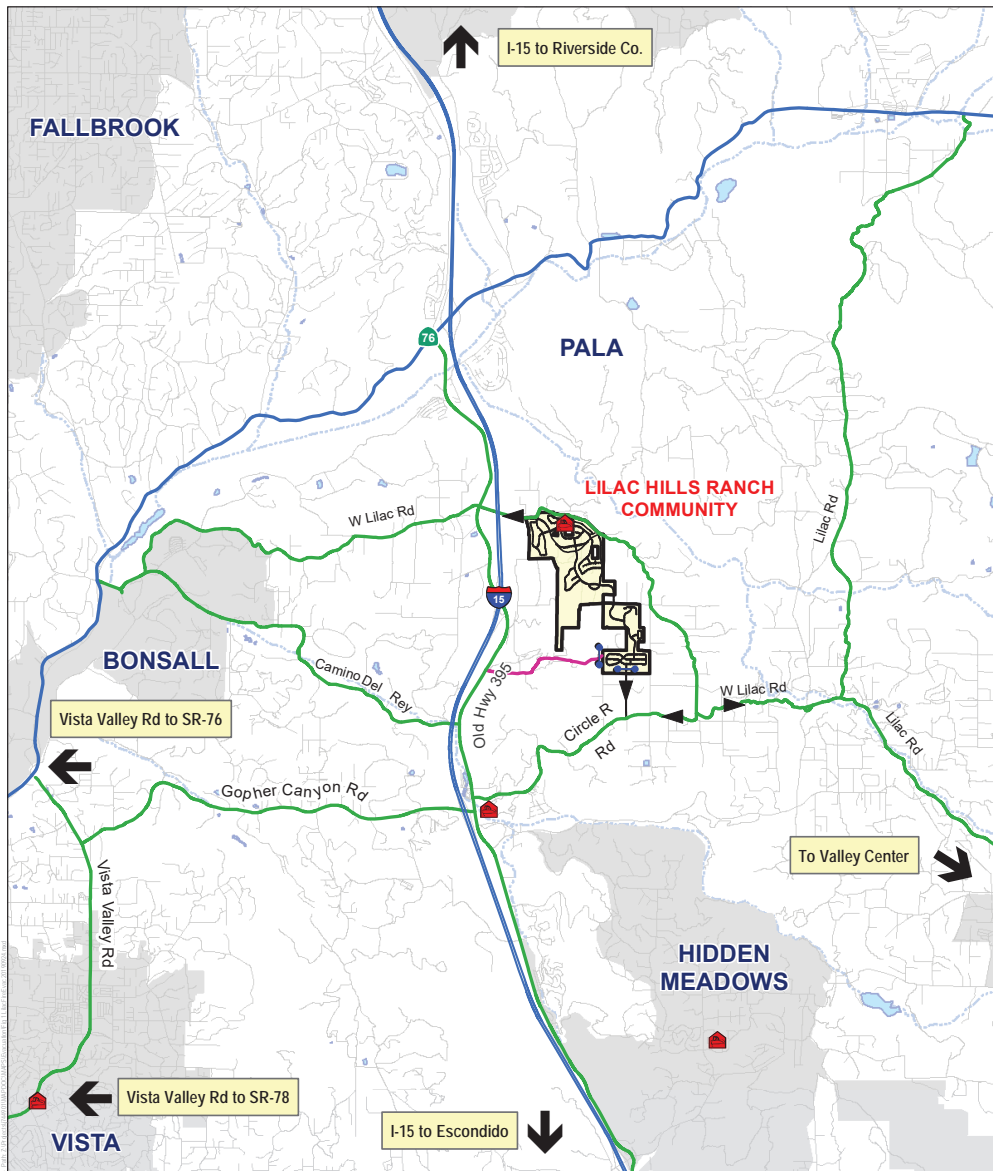 I-15 to Riverside Co.
FALLBROOK
76
PALA
LILAC HILLS RANCH
COMMUNITY
W Lilac Rd
Lilac Rd
15
BONSALL
Camino Del Rey
Old Hwy 395
W Lilac Rd
Circle R
Rd
Lilac Rd
Vista Valley Rd to SR-76
Gopher Canyon Rd
To Valley Center
Vista Valley Rd
HIDDEN
MEADOWS
Vista Valley Rd to SR-78
I-15 to Escondido
VISTA